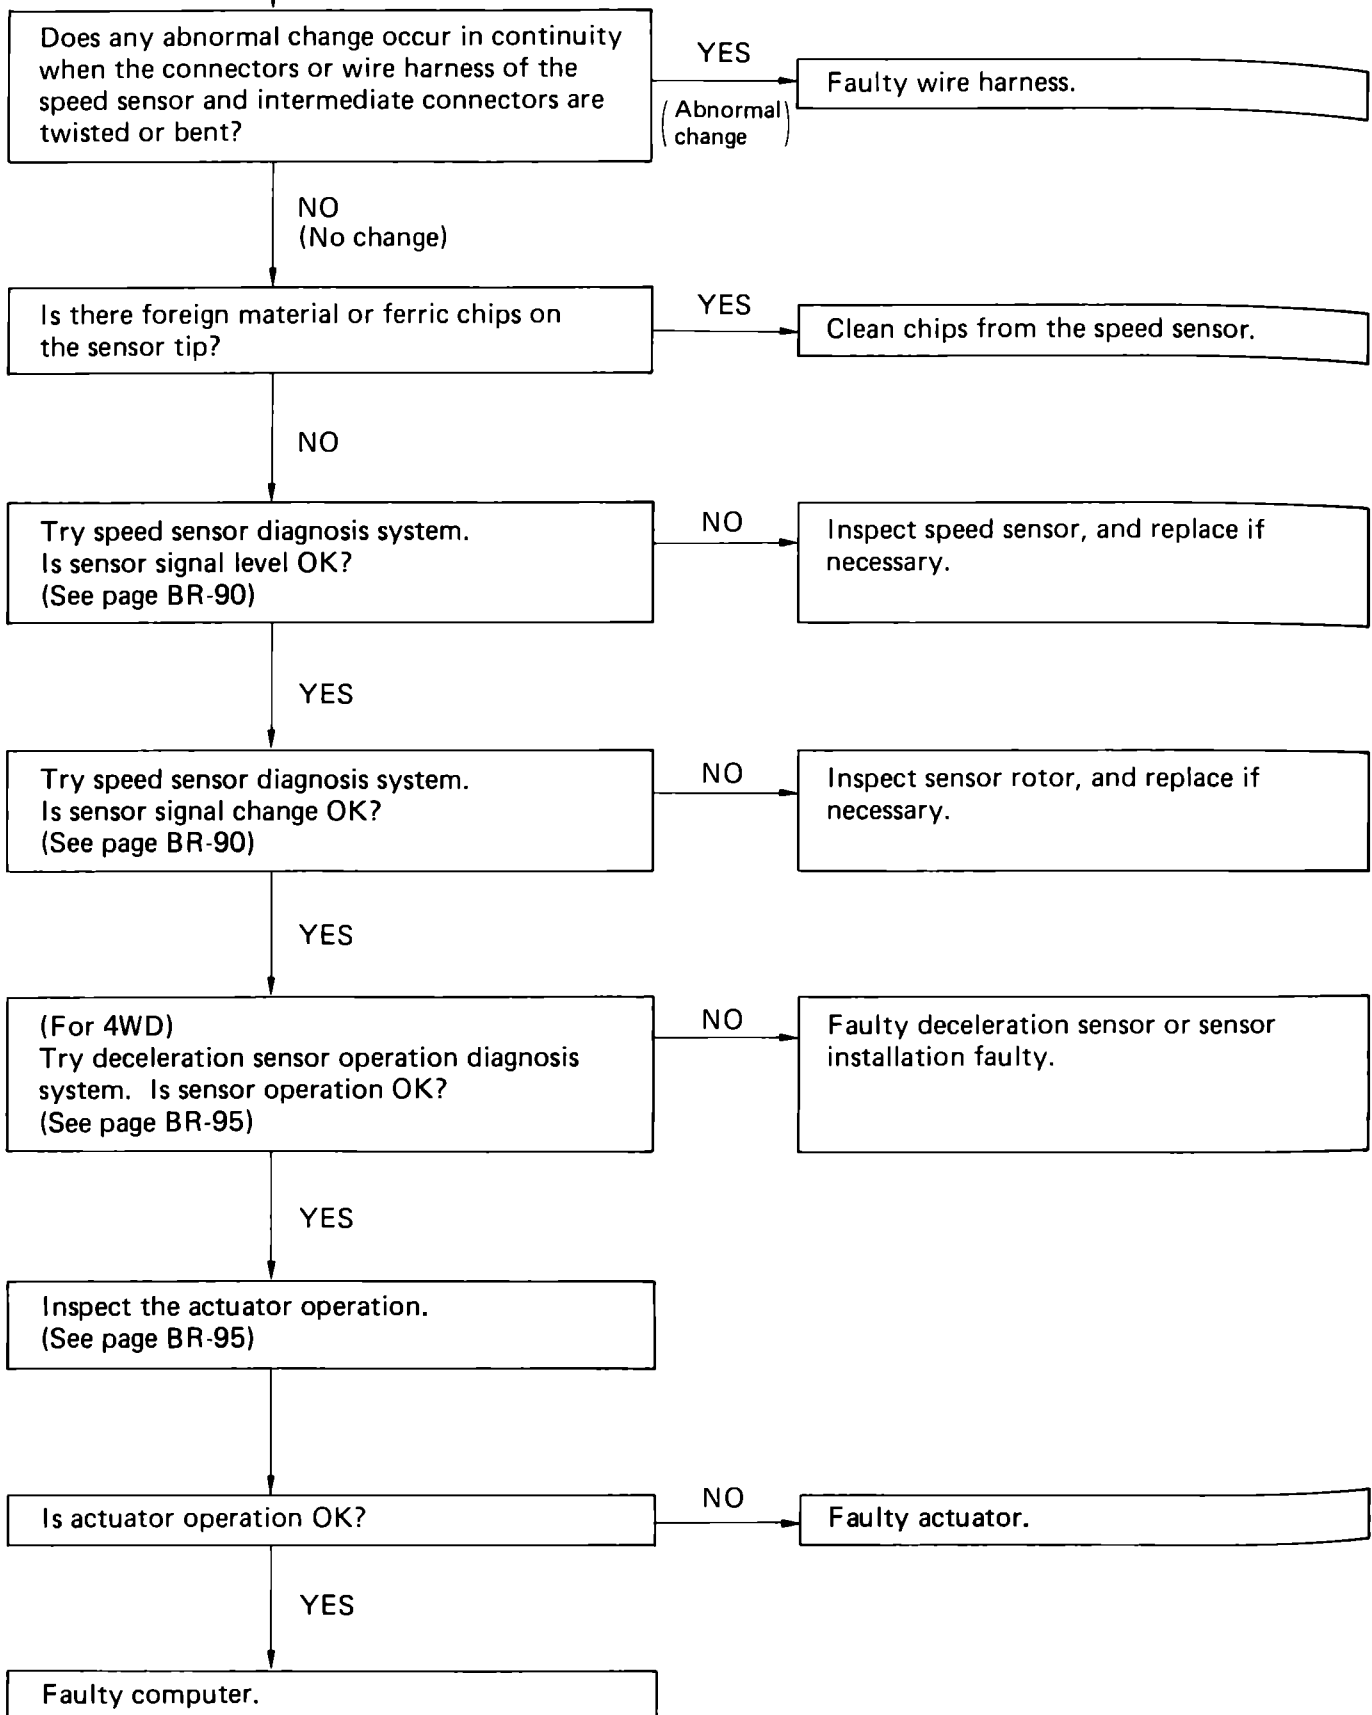 Does any abnormal change occur in continuity
when the connectors or wire harness of the
speed sensor and intermediate connectors are
twisted or bent?
YES
(Abnormal
change)
Faulty wire harness.
NO
(No change)
Is there foreign material or ferric chips on
the sensor tip?
YES
Clean chips from the speed sensor.
NO
Try speed sensor diagnosis system.
Is sensor signal level OK?
(See page BR-90)
NO
Inspect speed sensor, and replace if
necessary.
YES
Try speed sensor diagnosis system.
Is sensor signal change OK?
(See page BR-90)
NO
Inspect sensor rotor, and replace if
necessary.
YES
(For 4WD)
Try deceleration sensor operation diagnosis
system. Is sensor operation OK?
(See page BR-95)
NO
Faulty deceleration sensor or sensor
installation faulty.
YES
Inspect the actuator operation.
(See page BR-95)
Is actuator operation OK?
NO
Faulty actuator.
YES
Faulty computer.